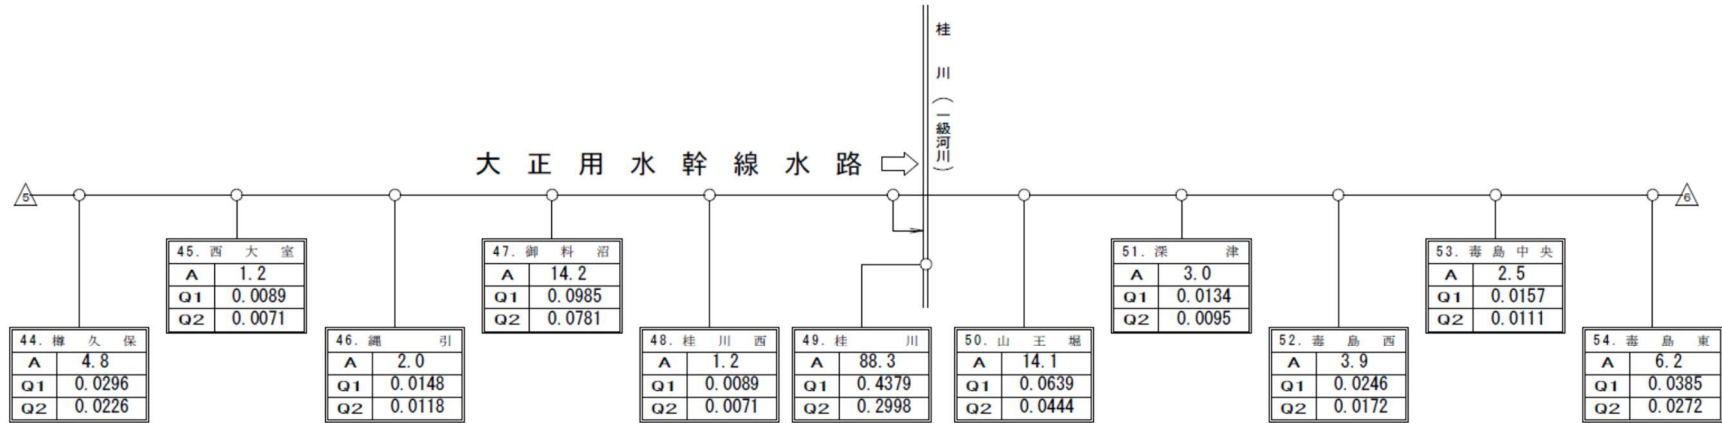 桂川(一級河川)
大正用水幹線水路
5
6
44. 樽久保
A 4.8
Q1 0.0296
Q2 0.0226
45. 西大室
A 1.2
Q1 0.0089
Q2 0.0071
46. 縄引
A 2.0
Q1 0.0148
Q2 0.0118
47. 御料沼
A 14.2
Q1 0.0985
Q2 0.0781
48. 桂川西
A 1.2
Q1 0.0089
Q2 0.0071
49. 桂川
A 88.3
Q1 0.4379
Q2 0.2998
50. 山王堀
A 14.1
Q1 0.0639
Q2 0.0444
51. 深津
A 3.0
Q1 0.0134
Q2 0.0095
52. 毒島西
A 3.9
Q1 0.0246
Q2 0.0172
53. 毒島中央
A 2.5
Q1 0.0157
Q2 0.0111
54. 毒島東
A 6.2
Q1 0.0385
Q2 0.0272